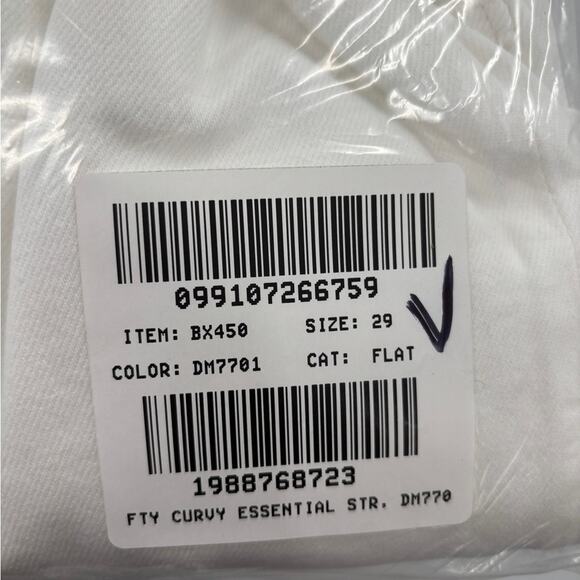 099107266759
ITEM: BX450 SIZE: 29
COLOR: DM7701 CAT: FLAT
1988768723
FTY CURVY ESSENTIAL STR. DM770